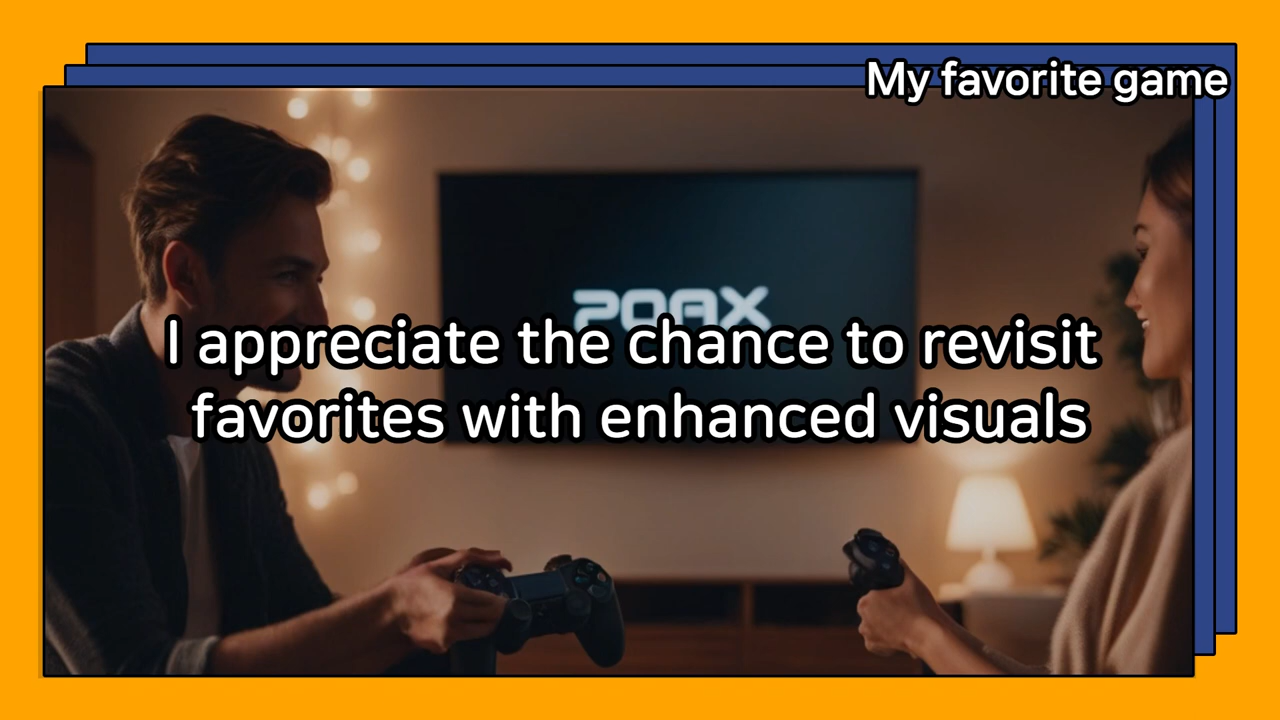 My favorite game
I appreciate the chance to revisit
favorites with enhanced visuals